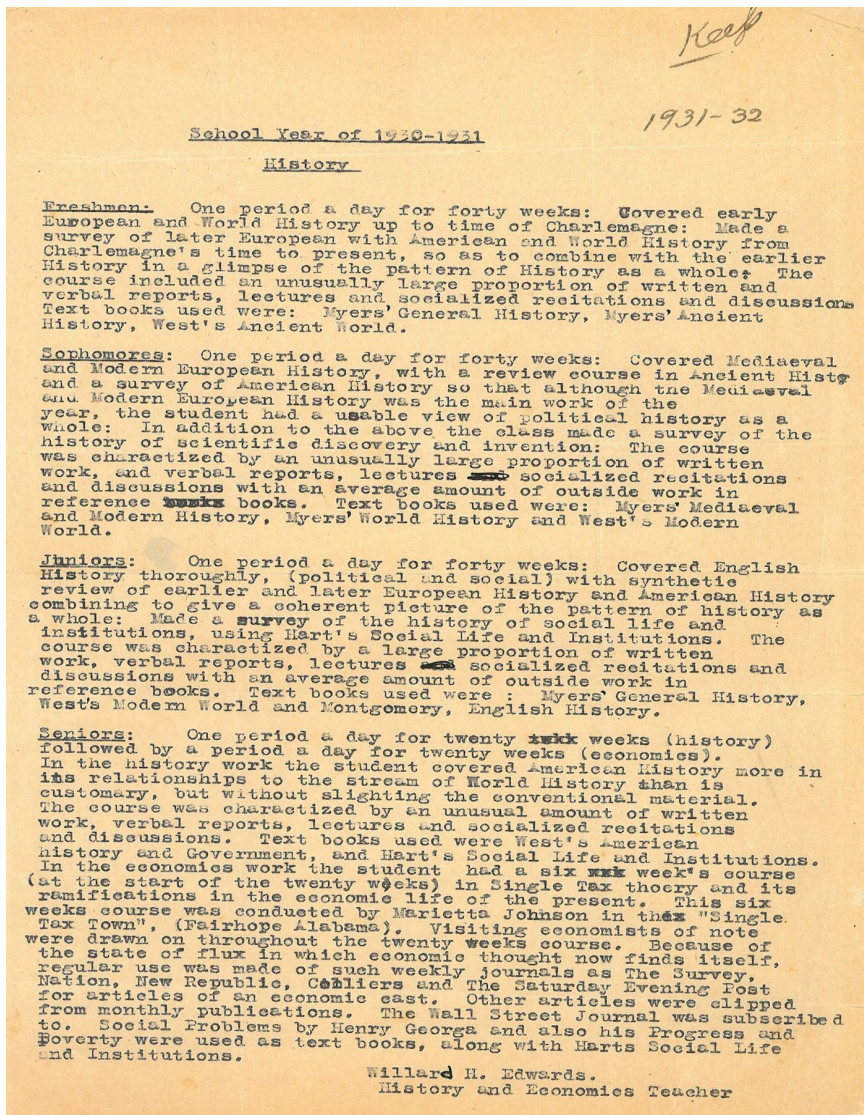 Keep
1931-32
School Year of 1930-1931
History
Freshmen: One period a day for forty weeks: Covered early
European and World History up to time of Charlemagne: Made a
survey of later European with American and World History from
Charlemagne's time to present, so as to combine with the earlier
History in a glimpse of the pattern of History as a whole: The
course included an unusually large proportion of written and
verbal reports, lectures and socialized recitations and discussions
Text books used were: Myers' General History, Myers' Ancient
History, West's Ancient World.
Sophomores: One period a day for forty weeks: Covered Mediaeval
and Modern European History, with a review course in Ancient Histy
and a survey of American History so that although the Mediaeval
and Modern European History was the main work of the
year, the student had a usable view of political history as a
whole: In addition to the above the class made a survey of the
history of scientific discovery and invention: The course
was charactized by an unusually large proportion of written
work, and verbal reports, lectures socialized recitations
and discussions with an average amount of outside work in
reference books. Text books used were: Myers' Mediaeval
and Modern History, Myers' World History and West's Modern
World.
Juniors: One period a day for forty weeks: Covered English
History thoroughly, (political and social) with synthetic
review of earlier and later European History and American History
combining to give a coherent picture of the pattern of history as
a whole: Made a survey of the history of social life and
institutions, using Hart's Social Life and Institutions. The
course was charactized by a large proportion of written
work, verbal reports, lectures socialized recitations and
discussions with an average amount of outside work in
reference books. Text books used were : Myers' General History,
West's Modern World and Montgomery, English History.
Seniors: One period a day for twenty weeks (history)
followed by a period a day for twenty weeks (economics).
In the history work the student covered American History more in
its relationships to the stream of World History than is
customary, but without slighting the conventional material.
The course was charactized by an unusual amount of written
work, verbal reports, lectures and socialized recitations
and discussions. Text books used were West's American
history and Government, and Hart's Social Life and Institutions.
In the economics work the student had a six week's course
(at the start of the twenty weeks) in Single Tax thoery and its
ramifications in the economic life of the present. This six
weeks course was conducted by Marietta Johnson in the "Single
Tax Town", (Fairhope Alabama). Visiting economists of note
were drawn on throughout the twenty weeks course. Because of
the state of flux in which economic thought now finds itself,
regular use was made of such weekly journals as The Survey,
Nation, New Republic, Colliers and The Saturday Evening Post
for articles of an economic cast. Other articles were clipped
from monthly publications. The Wall Street Journal was subscribed
to. Social Problems by Henry Georga and also his Progress and
Poverty were used as text books, along with Harts Social Life
and Institutions.
Willard H. Edwards.
History and Economics Teacher